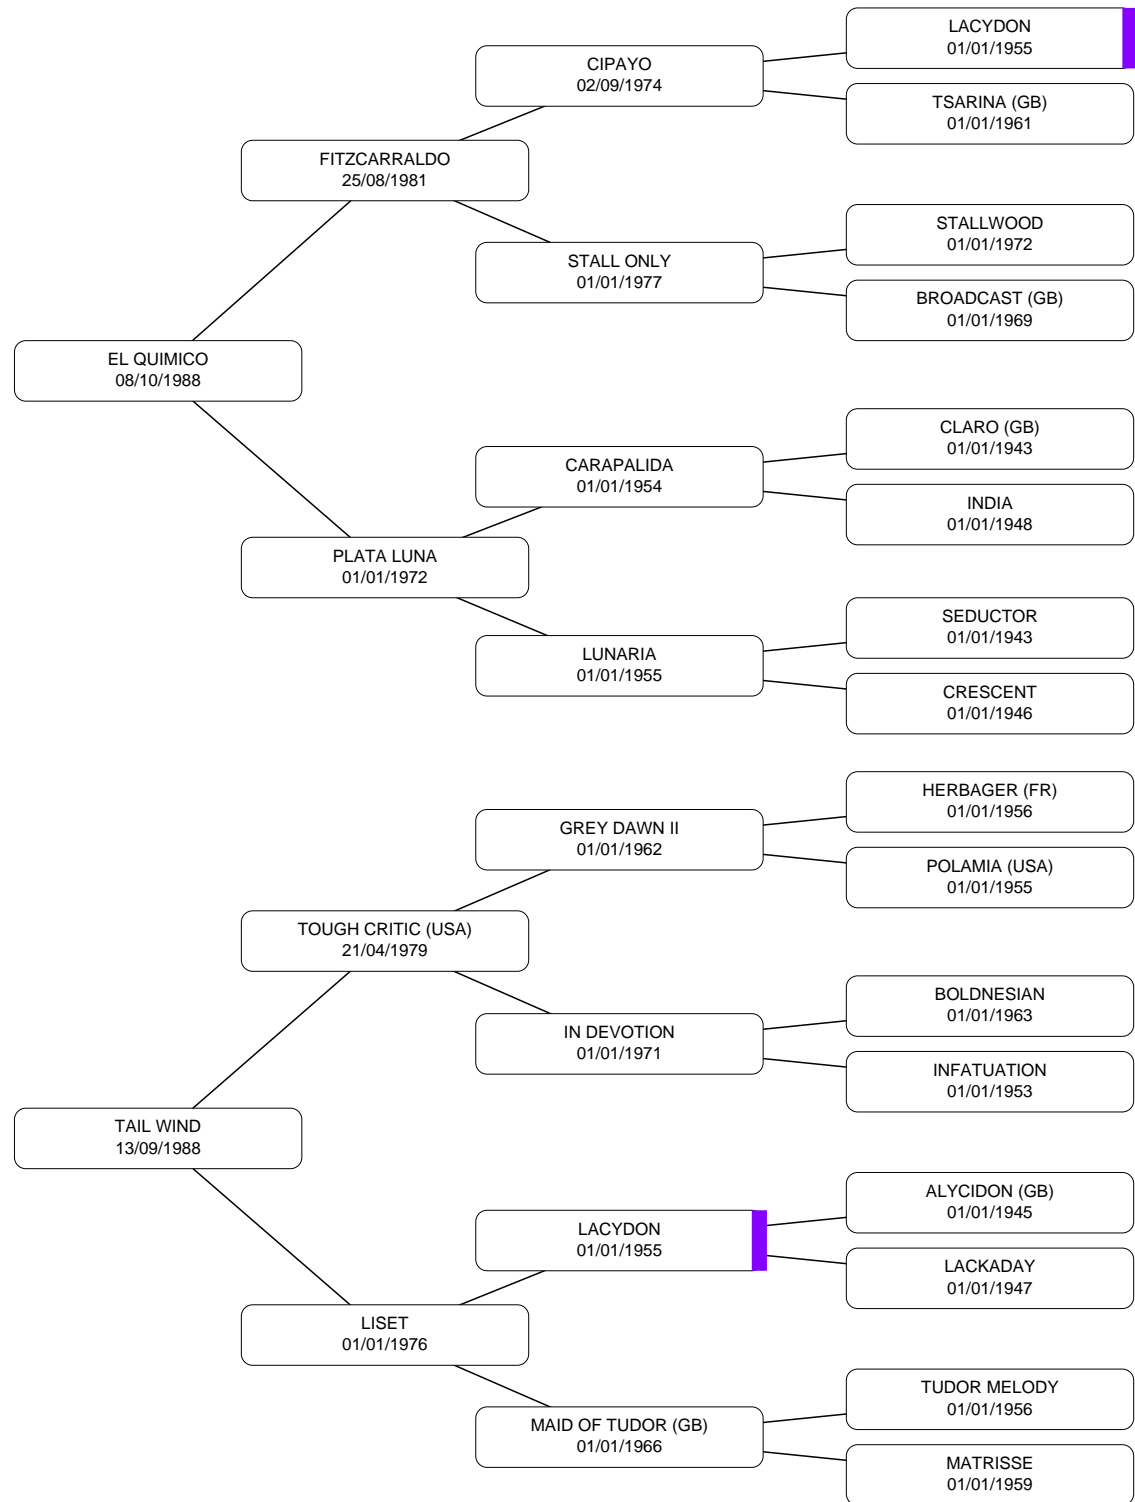 LACYDON
01/01/1955
CIPAYO
02/09/1974
TSARINA (GB)
01/01/1961
FITZCARRALDO
25/08/1981
STALLWOOD
01/01/1972
STALL ONLY
01/01/1977
BROADCAST (GB)
01/01/1969
EL QUIMICO
08/10/1988
CLARO (GB)
01/01/1943
CARAPALIDA
01/01/1954
INDIA
01/01/1948
PLATA LUNA
01/01/1972
SEDUCTOR
01/01/1943
LUNARIA
01/01/1955
CRESCENT
01/01/1946
HERBAGER (FR)
01/01/1956
GREY DAWN II
01/01/1962
POLAMIA (USA)
01/01/1955
TOUGH CRITIC (USA)
21/04/1979
BOLDNESIAN
01/01/1963
IN DEVOTION
01/01/1971
INFATUATION
01/01/1953
TAIL WIND
13/09/1988
ALYCIDON (GB)
01/01/1945
LACYDON
01/01/1955
LACKADAY
01/01/1947
LISET
01/01/1976
TUDOR MELODY
01/01/1956
MAID OF TUDOR (GB)
01/01/1966
MATRISSE
01/01/1959